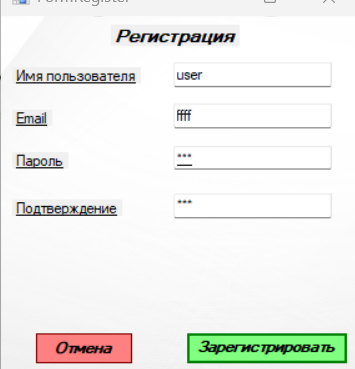 FormRegister
Регистрация
Имя пользователя user
Email ffff
Пароль ***
Подтверждение ***
Отмена Зарегистрировать